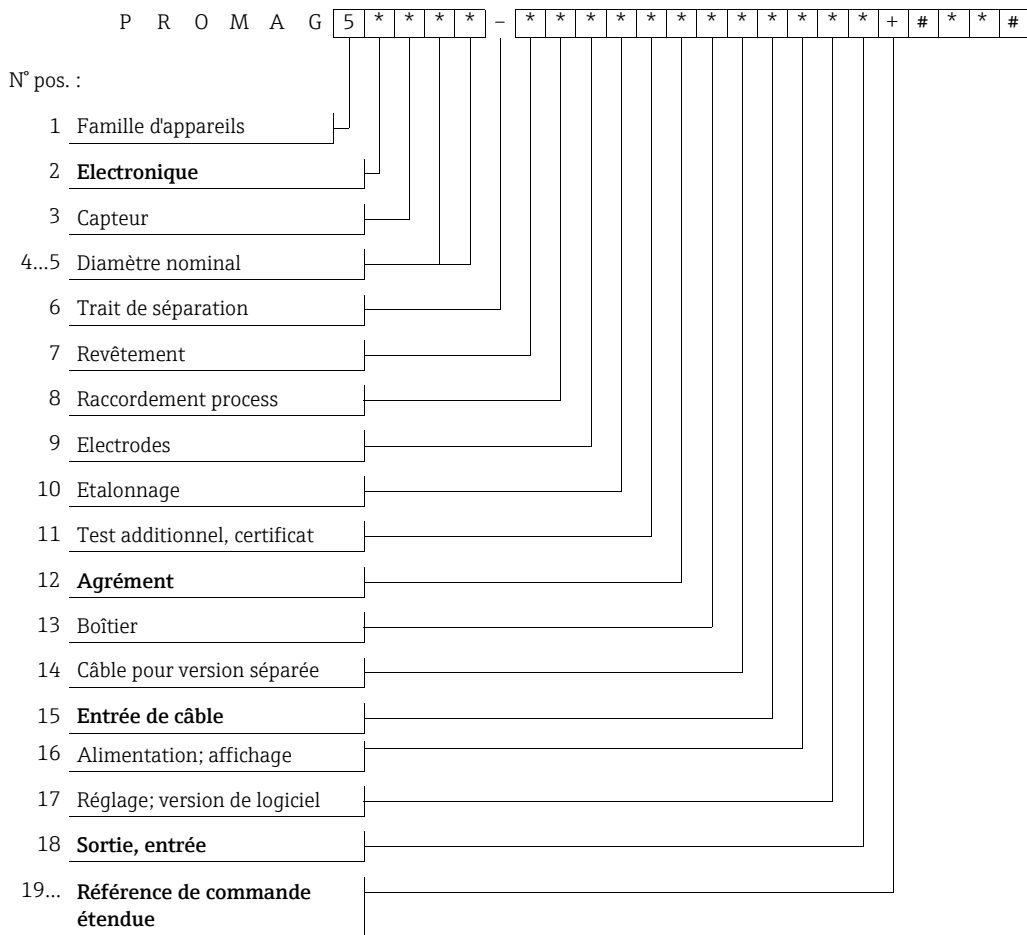 P R O M A G 5 * * * * – * * * * * * * * * * * * + # * * #
N° pos. :
1 Famille d'appareils
2 Electronique
3 Capteur
4...5 Diamètre nominal
6 Trait de séparation
7 Revêtement
8 Raccordement process
9 Electrodes
10 Etalonnage
11 Test additionnel, certificat
12 Agrément
13 Boîtier
14 Câble pour version séparée
15 Entrée de câble
16 Alimentation; affichage
17 Réglage; version de logiciel
18 Sortie, entrée
19... Référence de commande
étendue